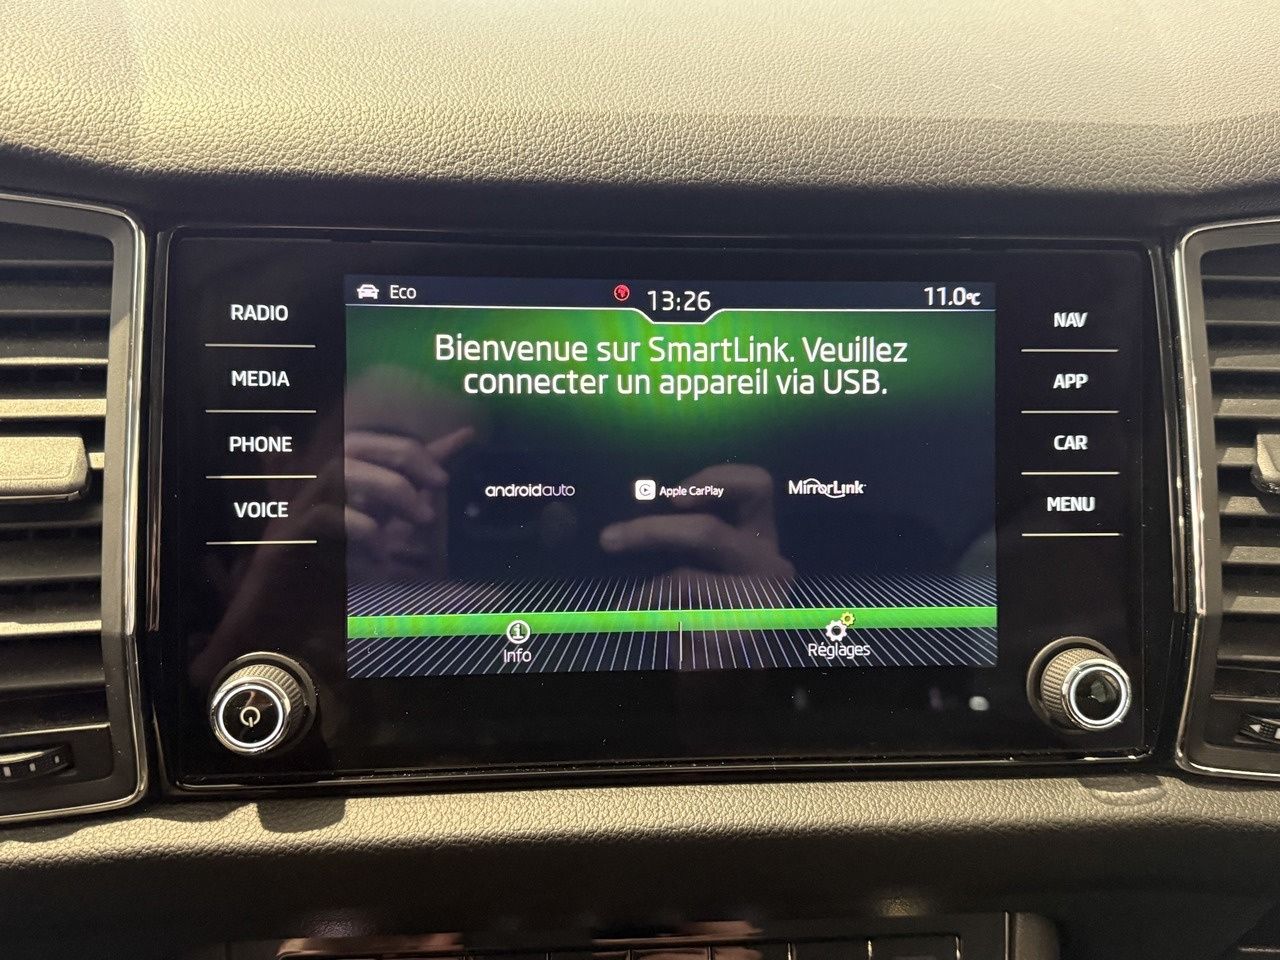 Eco
13:26
11.0°C
RADIO
MEDIA
PHONE
VOICE
Bienvenue sur SmartLink. Veuillez
connecter un appareil via USB.
androidauto
Apple CarPlay
MirrorLink
Info
Réglages
NAV
APP
CAR
MENU